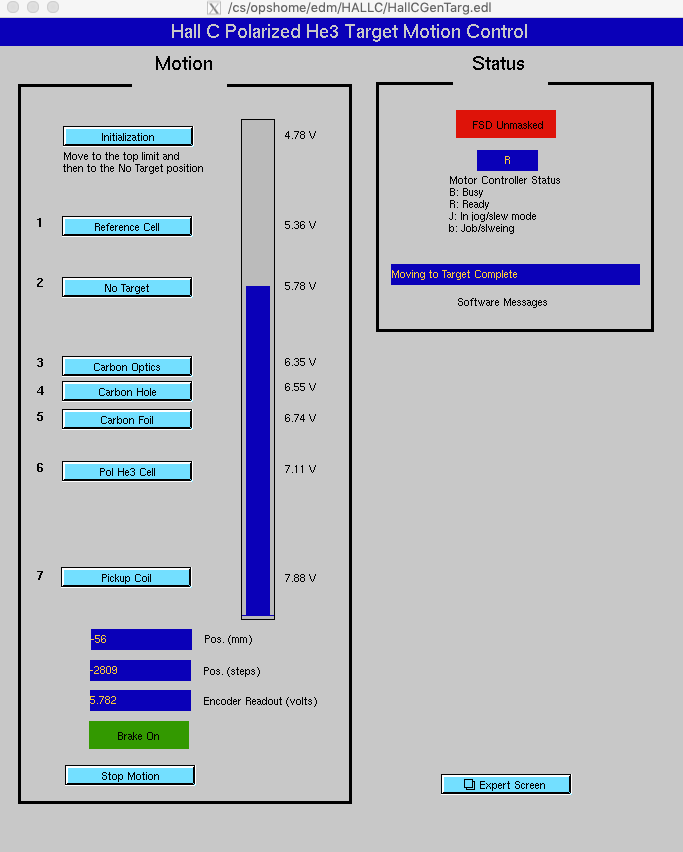 /cs/opshome/edm/HALLC/HallCGenTarg.edl
Hall C Polarized He3 Target Motion Control
Motion
Initialization
Move to the top limit and
then to the No Target position
4.78 V
1 Reference Cell 5.36 V
2 No Target 5.78 V
3 Carbon Optics 6.35 V
4 Carbon Hole 6.55 V
5 Carbon Foil 6.74 V
6 Pol He3 Cell 7.11 V
7 Pickup Coil 7.88 V
-56 Pos. (mm)
-2809 Pos. (steps)
5.782 Encoder Readout (volts)
Brake On
Stop Motion
Status
FSD Unmasked
R
Motor Controller Status
B: Busy
R: Ready
J: In jog/slew mode
b: Job/slweing
Moving to Target Complete
Software Messages
Expert Screen